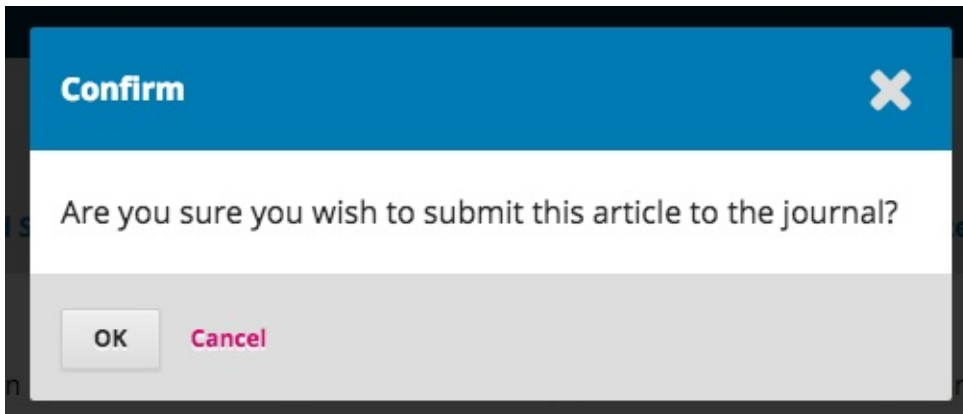 Confirm
Are you sure you wish to submit this article to the journal?
OK Cancel